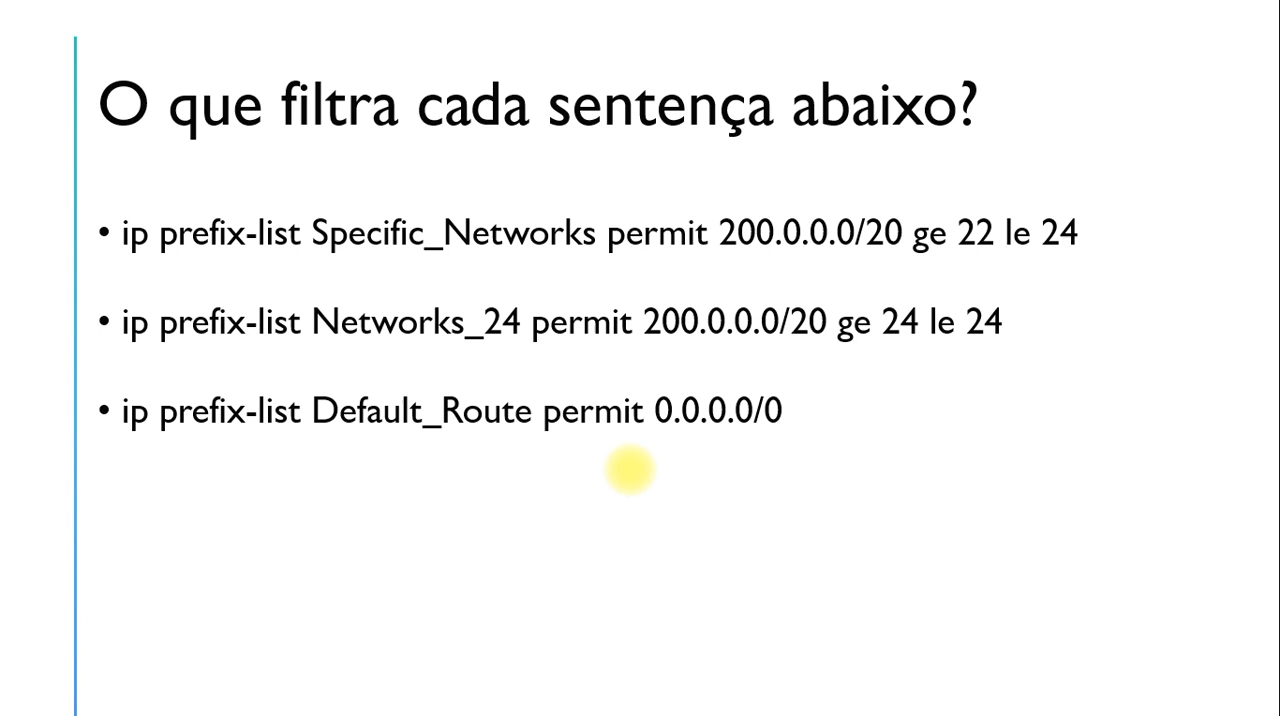 O que filtra cada sentença abaixo?
• ip prefix-list Specific_Networks permit 200.0.0.0/20 ge 22 le 24
• ip prefix-list Networks_24 permit 200.0.0.0/20 ge 24 le 24
• ip prefix-list Default_Route permit 0.0.0.0/0